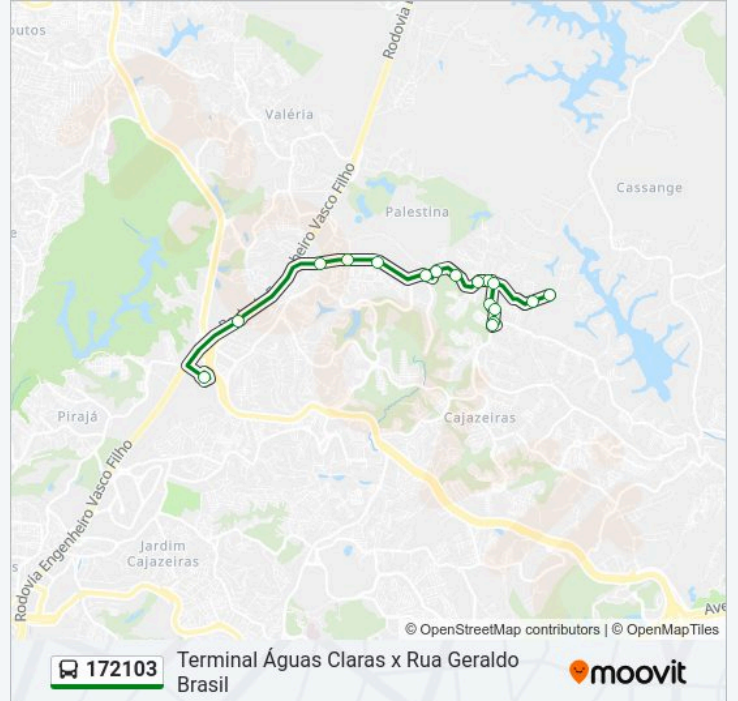 Rodovia
utos
Valéria
Cassange
Palestina
heiro Vasco Filho
Rodovia Engenheiro Vasco Filho
Pirajá
Cajazeiras
Jardim
Cajazeiras
Ave
© OpenStreetMap contributors | © OpenMapTiles
172103
Terminal Águas Claras x Rua Geraldo
Brasil
moovit